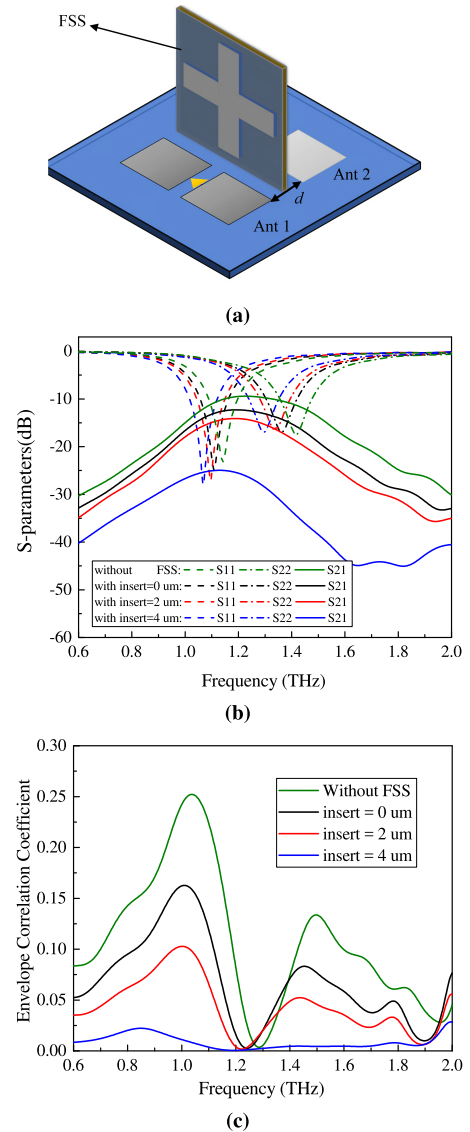 FSS
Ant 2
d
Ant 1
(a)
S-parameters(dB)
0
-10
-20
-30
-40
-50
-60
without FSS: S11 S22 S21
with insert=0 um: S11 S22 S21
with insert=2 um: S11 S22 S21
with insert=4 um: S11 S22 S21
0.6 0.8 1.0 1.2 1.4 1.6 1.8 2.0
Frequency (THz)
(b)
Envelope Correlation Coefficient
0.30
0.25
0.20
0.15
0.10
0.05
0.00
Without FSS
insert = 0 um
insert = 2 um
insert = 4 um
0.6 0.8 1.0 1.2 1.4 1.6 1.8 2.0
Frequency (THz)
(c)